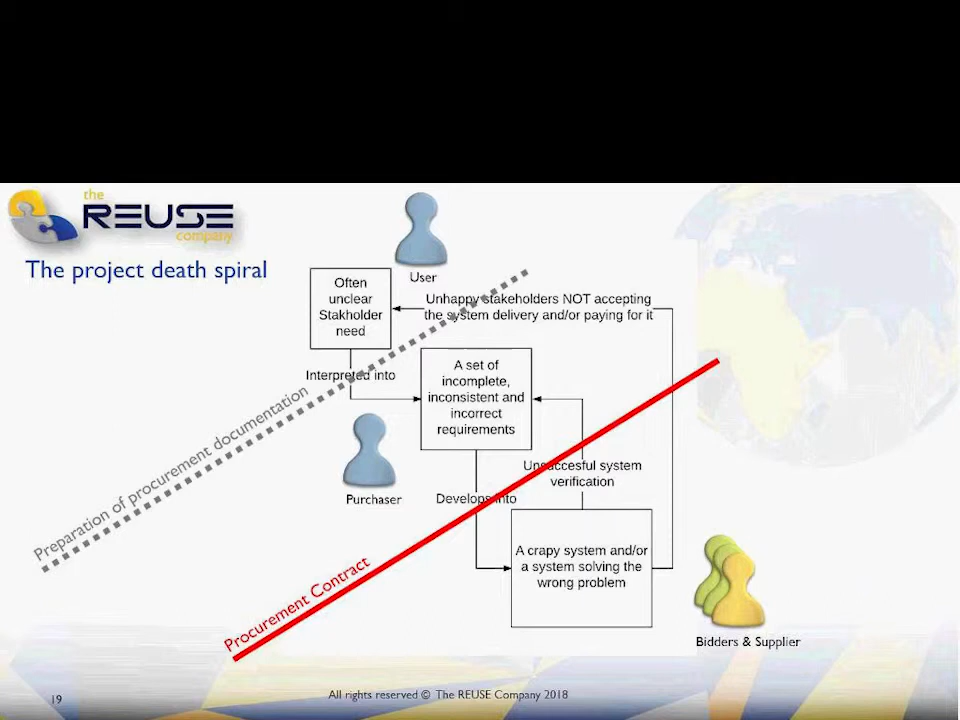 the
REUSE
company
The project death spiral
User
Often
unclear
Stakholder
need
Unhappy stakeholders NOT accepting
the system delivery and/or paying for it
Interpreted into
A set of
incomplete,
inconsistent and
incorrect
requirements
Preparation of procurement documentation
Purchaser
Develops into
Unsuccesful system
verification
A crapy system and/or
a system solving the
wrong problem
Procurement Contract
Bidders & Supplier
19
All rights reserved © The REUSE Company 2018